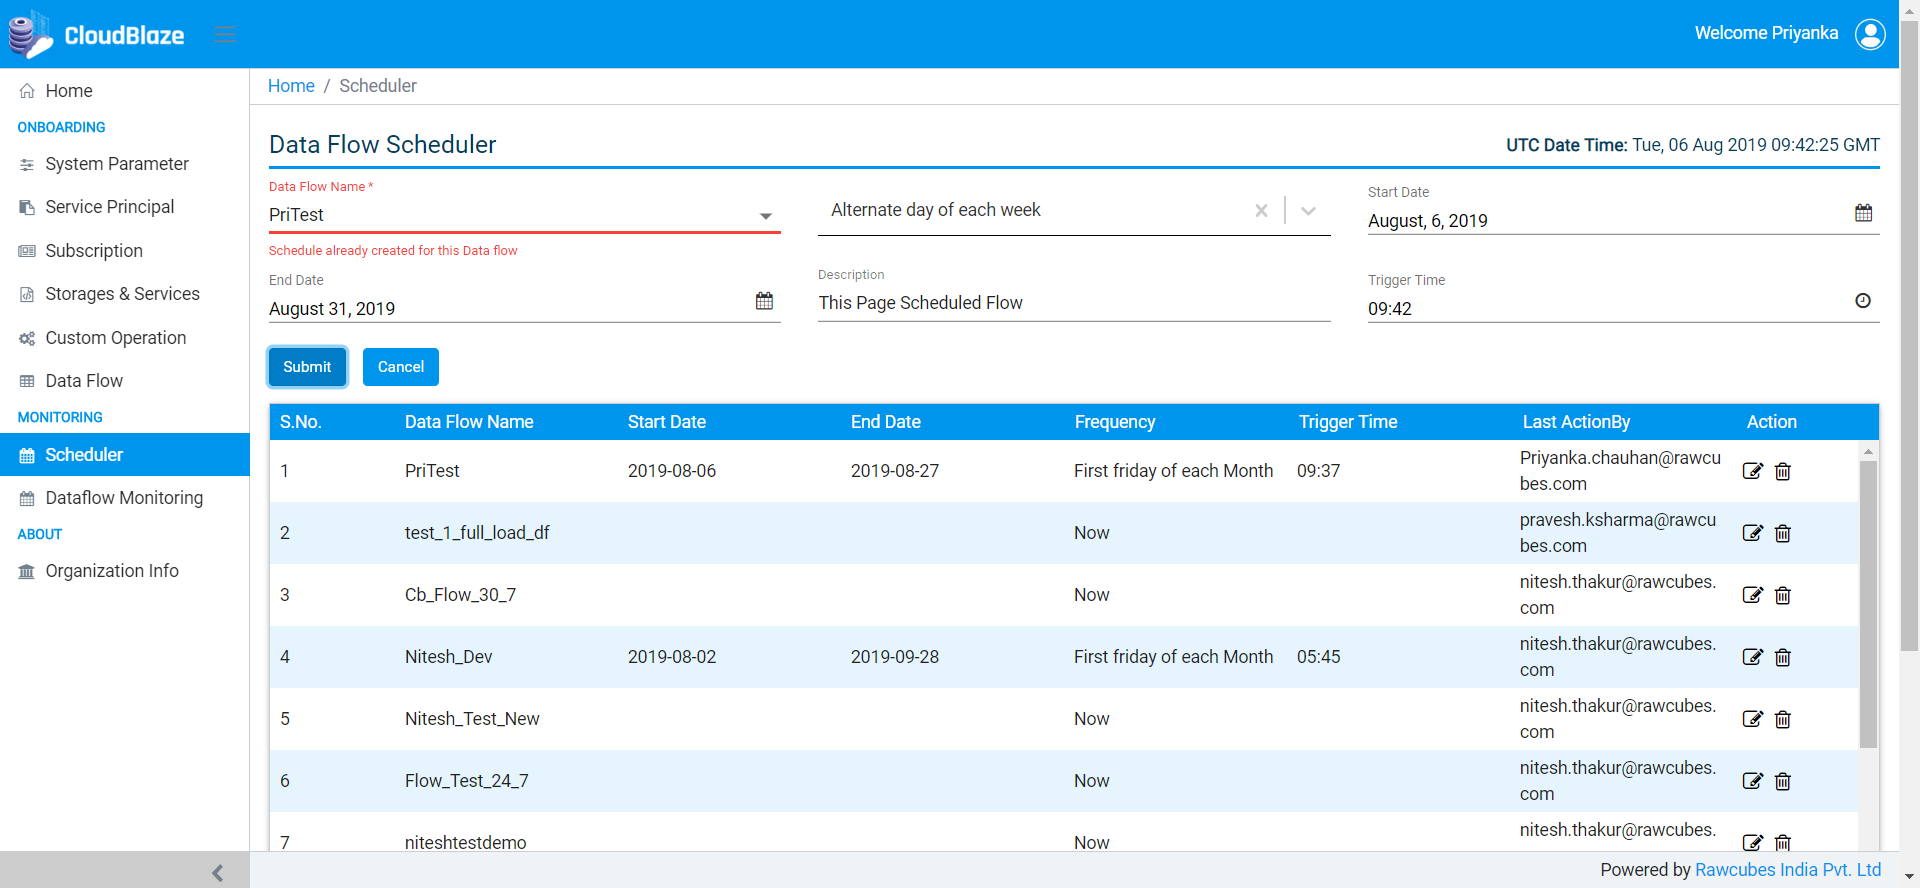 CloudBlaze
Welcome Priyanka
Home
ONBOARDING
System Parameter
Service Principal
Subscription
Storages & Services
Custom Operation
Data Flow
MONITORING
Scheduler
Dataflow Monitoring
ABOUT
Organization Info
Home / Scheduler
Data Flow Scheduler
UTC Date Time: Tue, 06 Aug 2019 09:42:25 GMT
Data Flow Name *
PriTest
Schedule already created for this Data flow
Alternate day of each week
Start Date
August, 6, 2019
End Date
August 31, 2019
Description
This Page Scheduled Flow
Trigger Time
09:42
Submit Cancel
S.No. Data Flow Name Start Date End Date Frequency Trigger Time Last ActionBy Action
1 PriTest 2019-08-06 2019-08-27 First friday of each Month 09:37 Priyanka.chauhan@rawcu
bes.com
2 test_1_full_load_df Now pravesh.ksharma@rawcu
bes.com
3 Cb_Flow_30_7 Now nitesh.thakur@rawcubes.
com
4 Nitesh_Dev 2019-08-02 2019-09-28 First friday of each Month 05:45 nitesh.thakur@rawcubes.
com
5 Nitesh_Test_New Now nitesh.thakur@rawcubes.
com
6 Flow_Test_24_7 Now nitesh.thakur@rawcubes.
com
7 niteshtestdemo Now nitesh.thakur@rawcubes.
Powered by Rawcubes India Pvt. Ltd